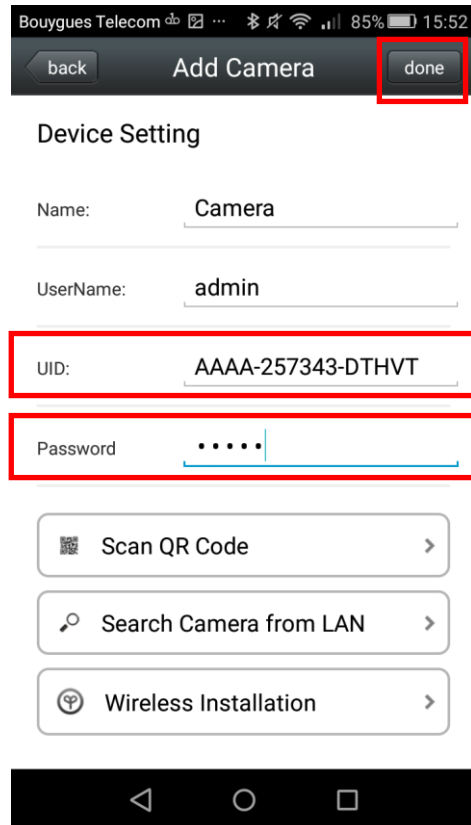 Bouygues Telecom ... 85% 15:52
back Add Camera done
Device Setting
Name: Camera
UserName: admin
UID: AAAA-257343-DTHVT
Password •••••
Scan QR Code
Search Camera from LAN
Wireless Installation